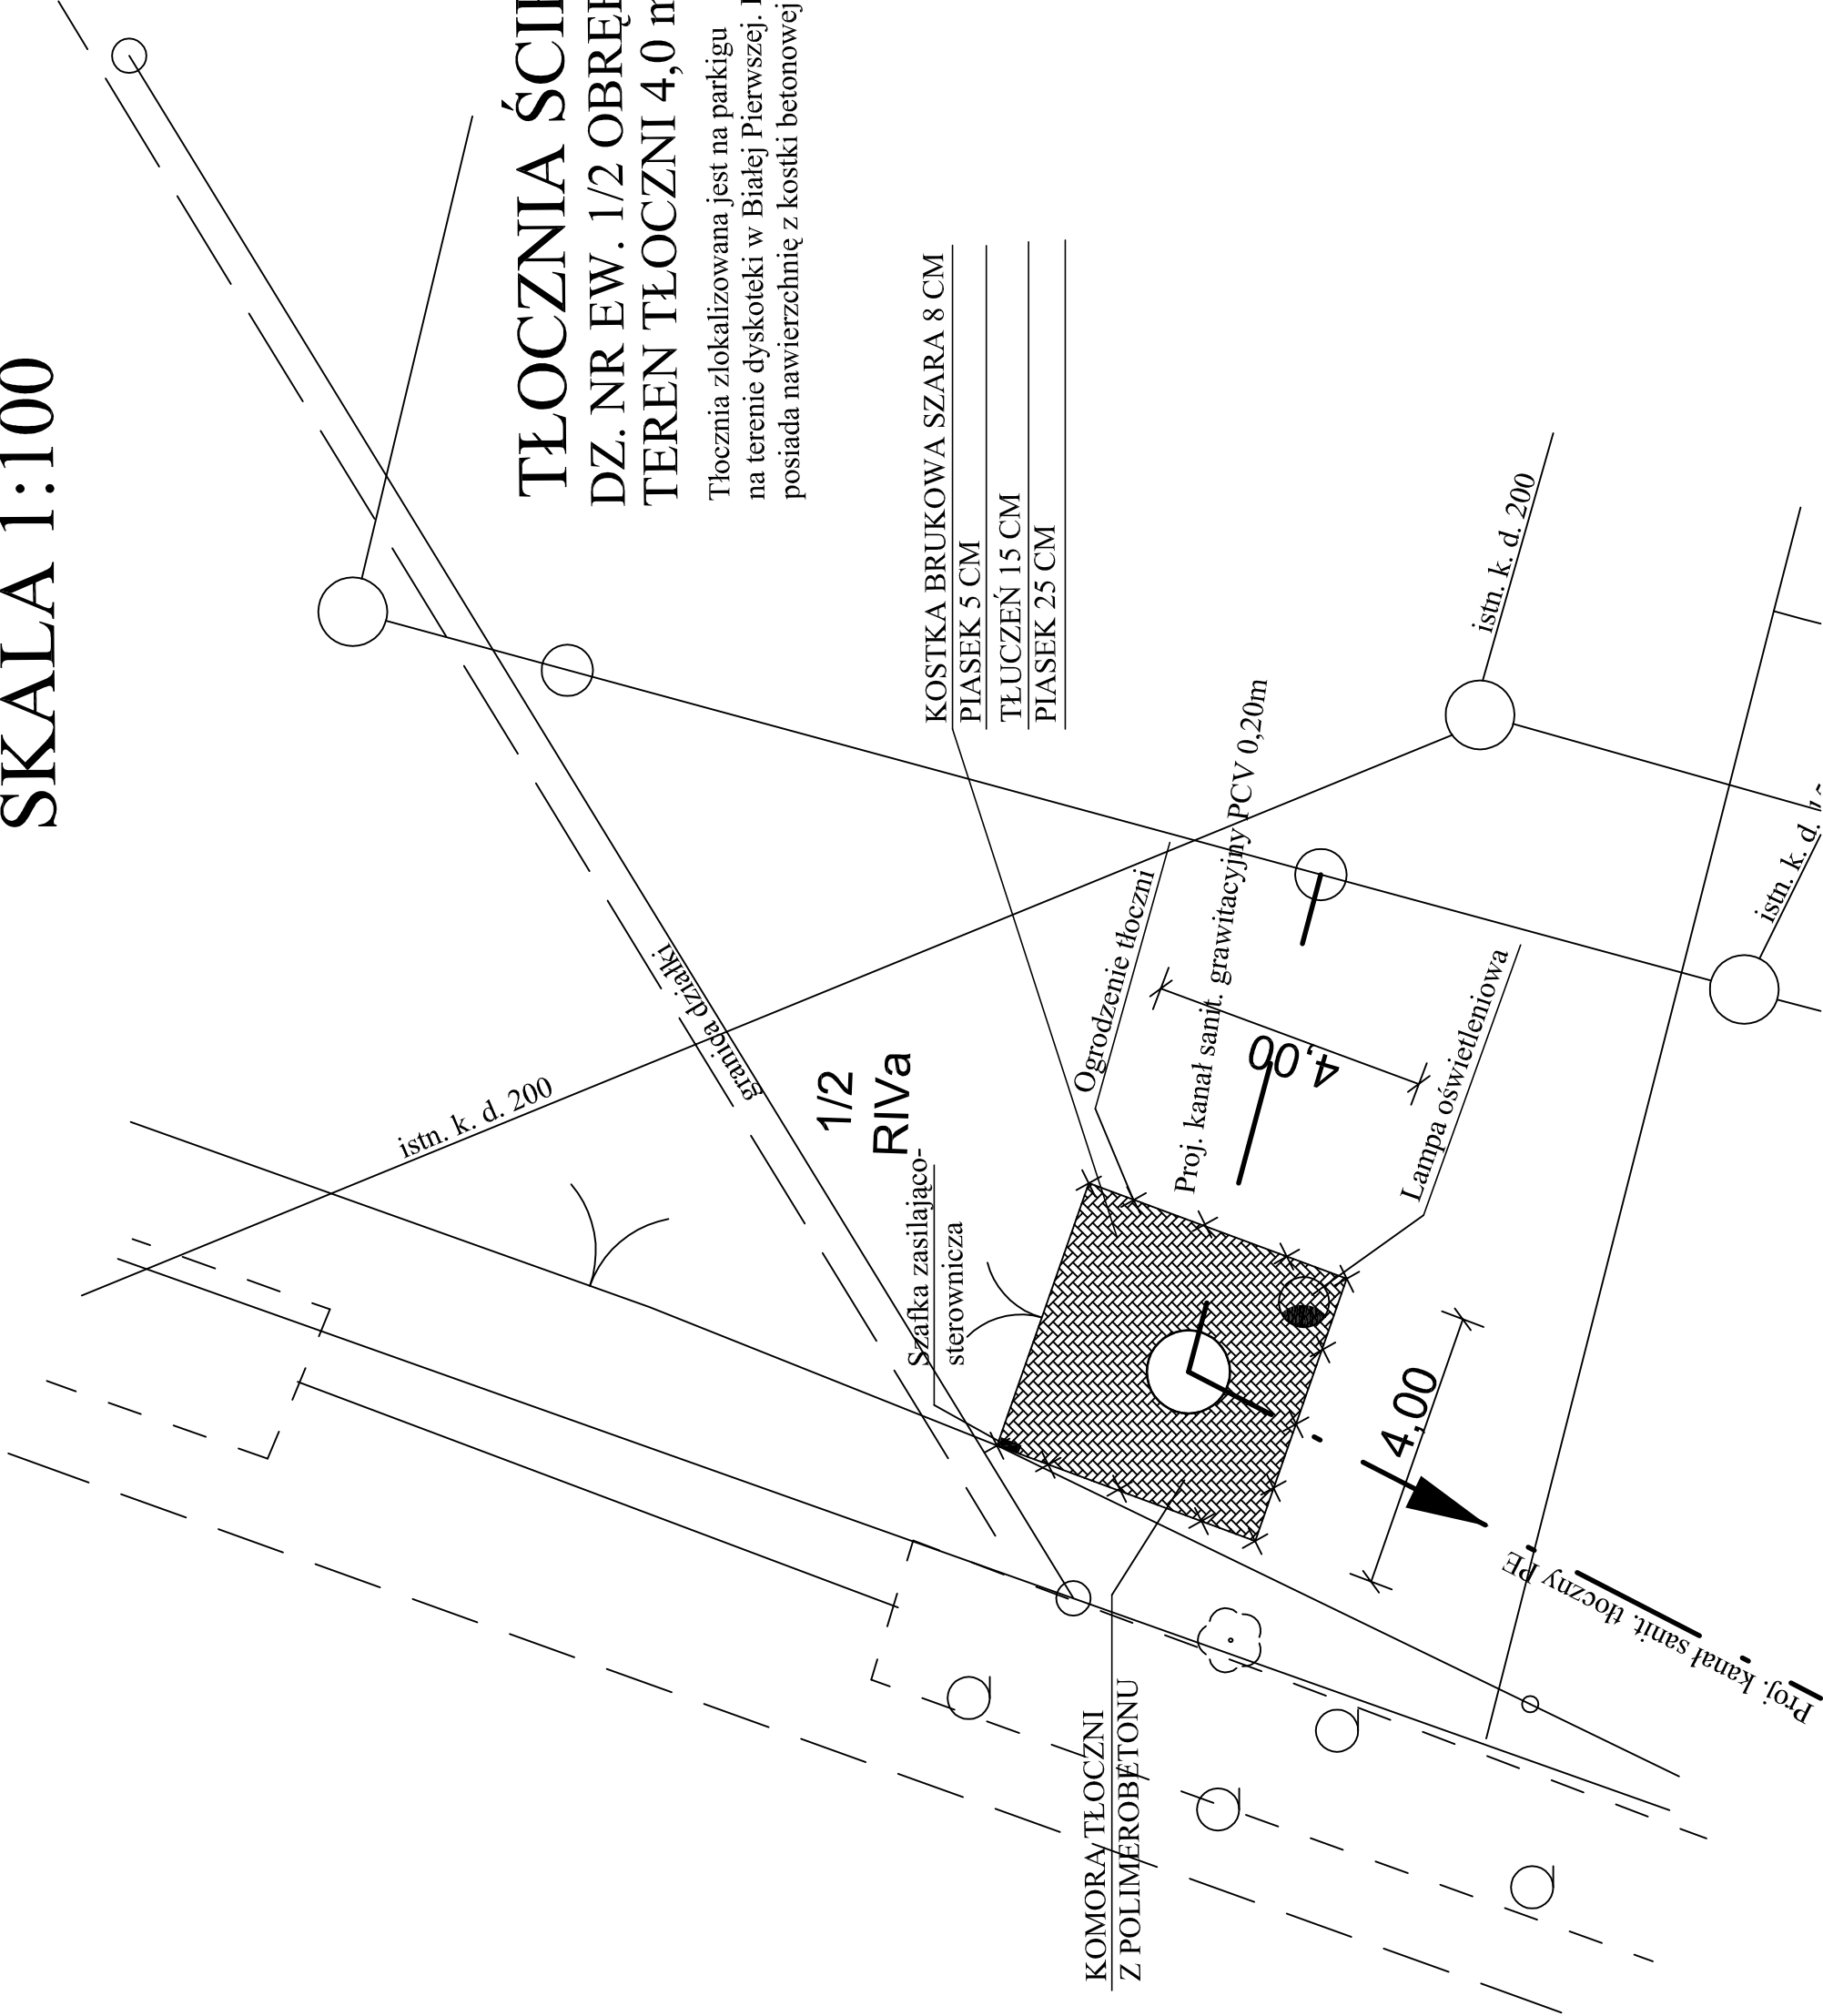 SKALA 1:100
TŁOCZNIA
DZ. NR EW. 1/2
TEREN TŁOCZNI 4,0
Tłocznia zlokalizowana jest na parkigu
na terenie dyskoteki w Białej Pierwszej.
posiada nawierzchnię z kostki betonowej
KOSTKA BRUKOWA SZARA 8 CM
PIASEK 5 CM
TŁUCZEŃ 15 CM
PIASEK 25 CM
istn. k. d. 200
istn. k. d.
istn. k. d. 200
granica działki
1/2
RIVa
Szafka zasilająco-
sterownicza
Ogrodzenie tłoczni
Proj. kanał sanit. grawitacyjny PCV 0,20m
4,00
Lampa oświetleniowa
4,00
Proj. kanał sanit. tłoczny PE
KOMORA TŁOCZNI
Z POLIMEROBETONU